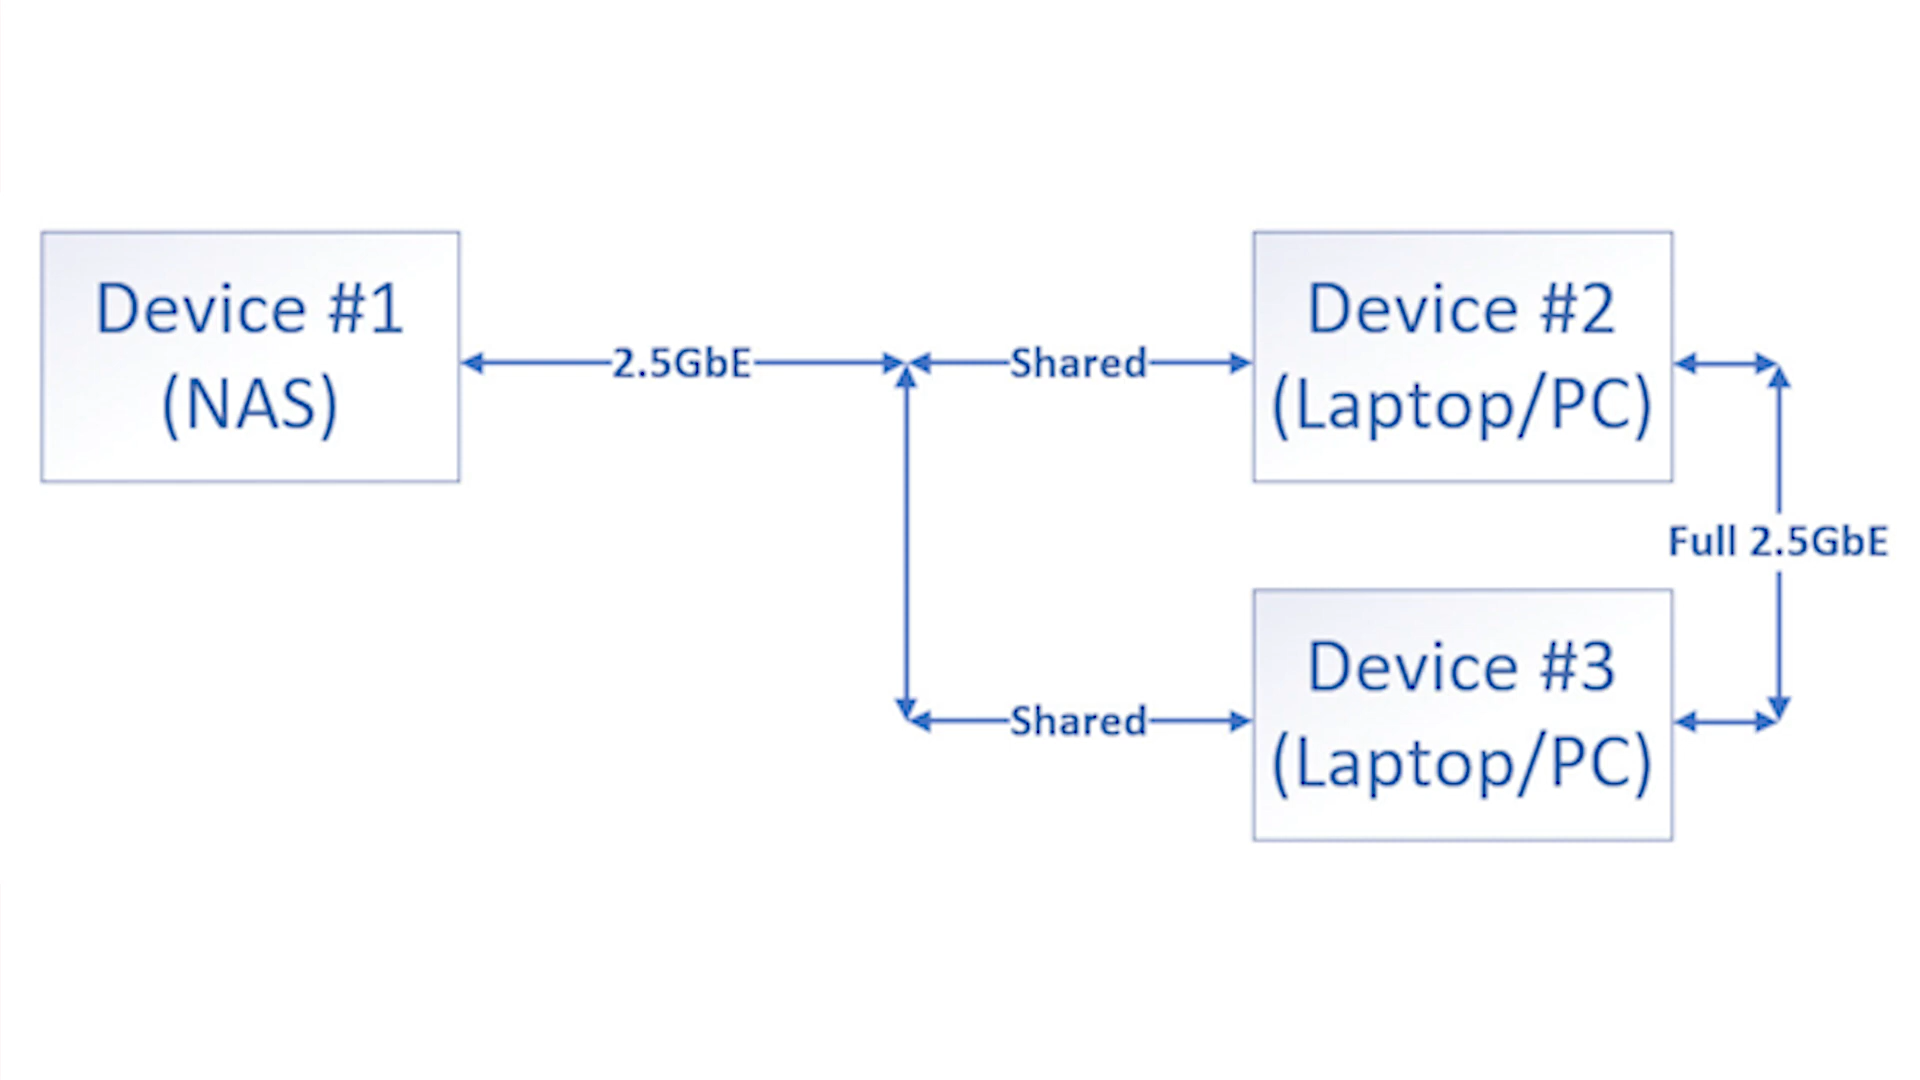 Device #1
(NAS)
2.5GbE
Shared
Device #2
(Laptop/PC)
Full 2.5GbE
Shared
Device #3
(Laptop/PC)